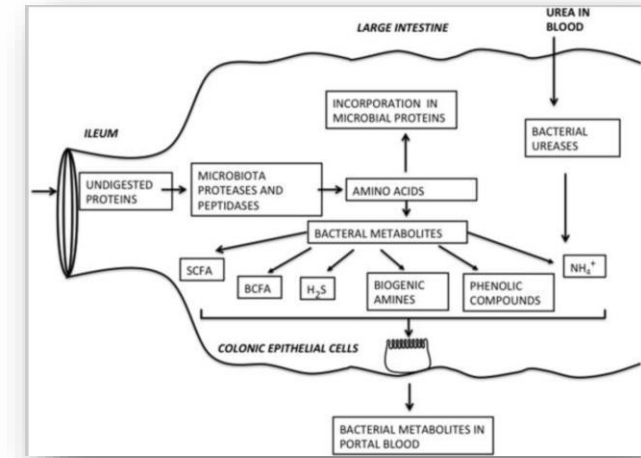 LARGE INTESTINE
UREA IN
BLOOD
INCORPORATION IN
MICROBIAL PROTEINS
ILEUM
BACTERIAL
UREASES
UNDIGESTED
PROTEINS
MICROBIOTA
PROTEASES AND
PEPTIDASES
AMINO ACIDS
BACTERAL METABOLITES
SCFA
BCFA
H₂S
BIOGENIC
AMINES
PHENOLIC
COMPOUNDS
NH₄⁺
COLONIC EPITHELIAL CELLS
BACTERIAL METABOLITES IN
PORTAL BLOOD